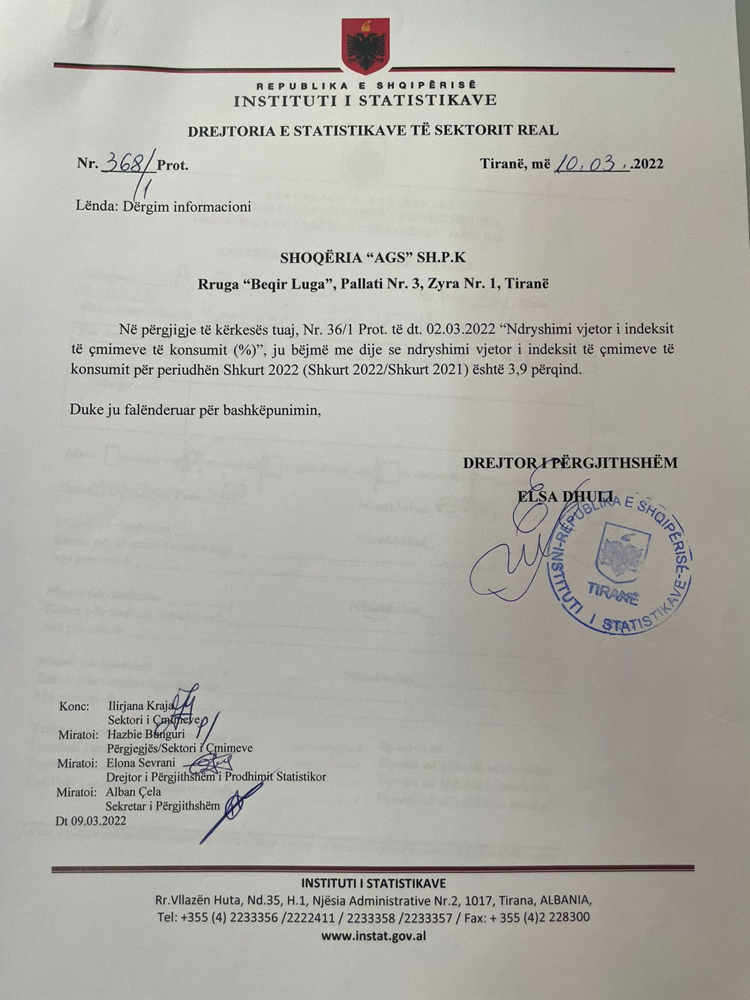 REPUBLIKA E SHQIPËRISË
INSTITUTI I STATISTIKAVE
DREJTORIA E STATISTIKAVE TË SEKTORIT REAL
Nr. 368/1 Prot. Tiranë, më 10.03..2022
Lënda: Dërgim informacioni
SHOQËRIA “AGS” SH.P.K
Rruga “Beqir Luga”, Pallati Nr. 3, Zyra Nr. 1, Tiranë
Në përgjigje të kërkesës tuaj, Nr. 36/1 Prot. të dt. 02.03.2022 “Ndryshimi vjetor i indeksit
të çmimeve të konsumit (%)”, ju bëjmë me dije se ndryshimi vjetor i indeksit të çmimeve të
konsumit për periudhën Shkurt 2022 (Shkurt 2022/Shkurt 2021) është 3,9 përqind.
Duke ju falënderuar për bashkëpunimin,
DREJTOR I PËRGJITHSHËM
ELSA DHULI
REPUBLIKA E SHQIPËRISË
INSTITUTI I STATISTIKAVE
TIRANË
Konc: Ilirjana Kraja
Sektori i Çmimeve
Miratoi: Hazbie Bunguri
Përgjegjës/Sektori i Çmimeve
Miratoi: Elona Sevrani
Drejtor i Përgjithshëm i Prodhimit Statistikor
Miratoi: Alban Çela
Sekretar i Përgjithshëm
Dt 09.03.2022
INSTITUTI I STATISTIKAVE
Rr.Vllazën Huta, Nd.35, H.1, Njësia Administrative Nr.2, 1017, Tirana, ALBANIA,
Tel: +355 (4) 2233356 /2222411 / 2233358 /2233357 / Fax: + 355 (4)2 228300
www.instat.gov.al